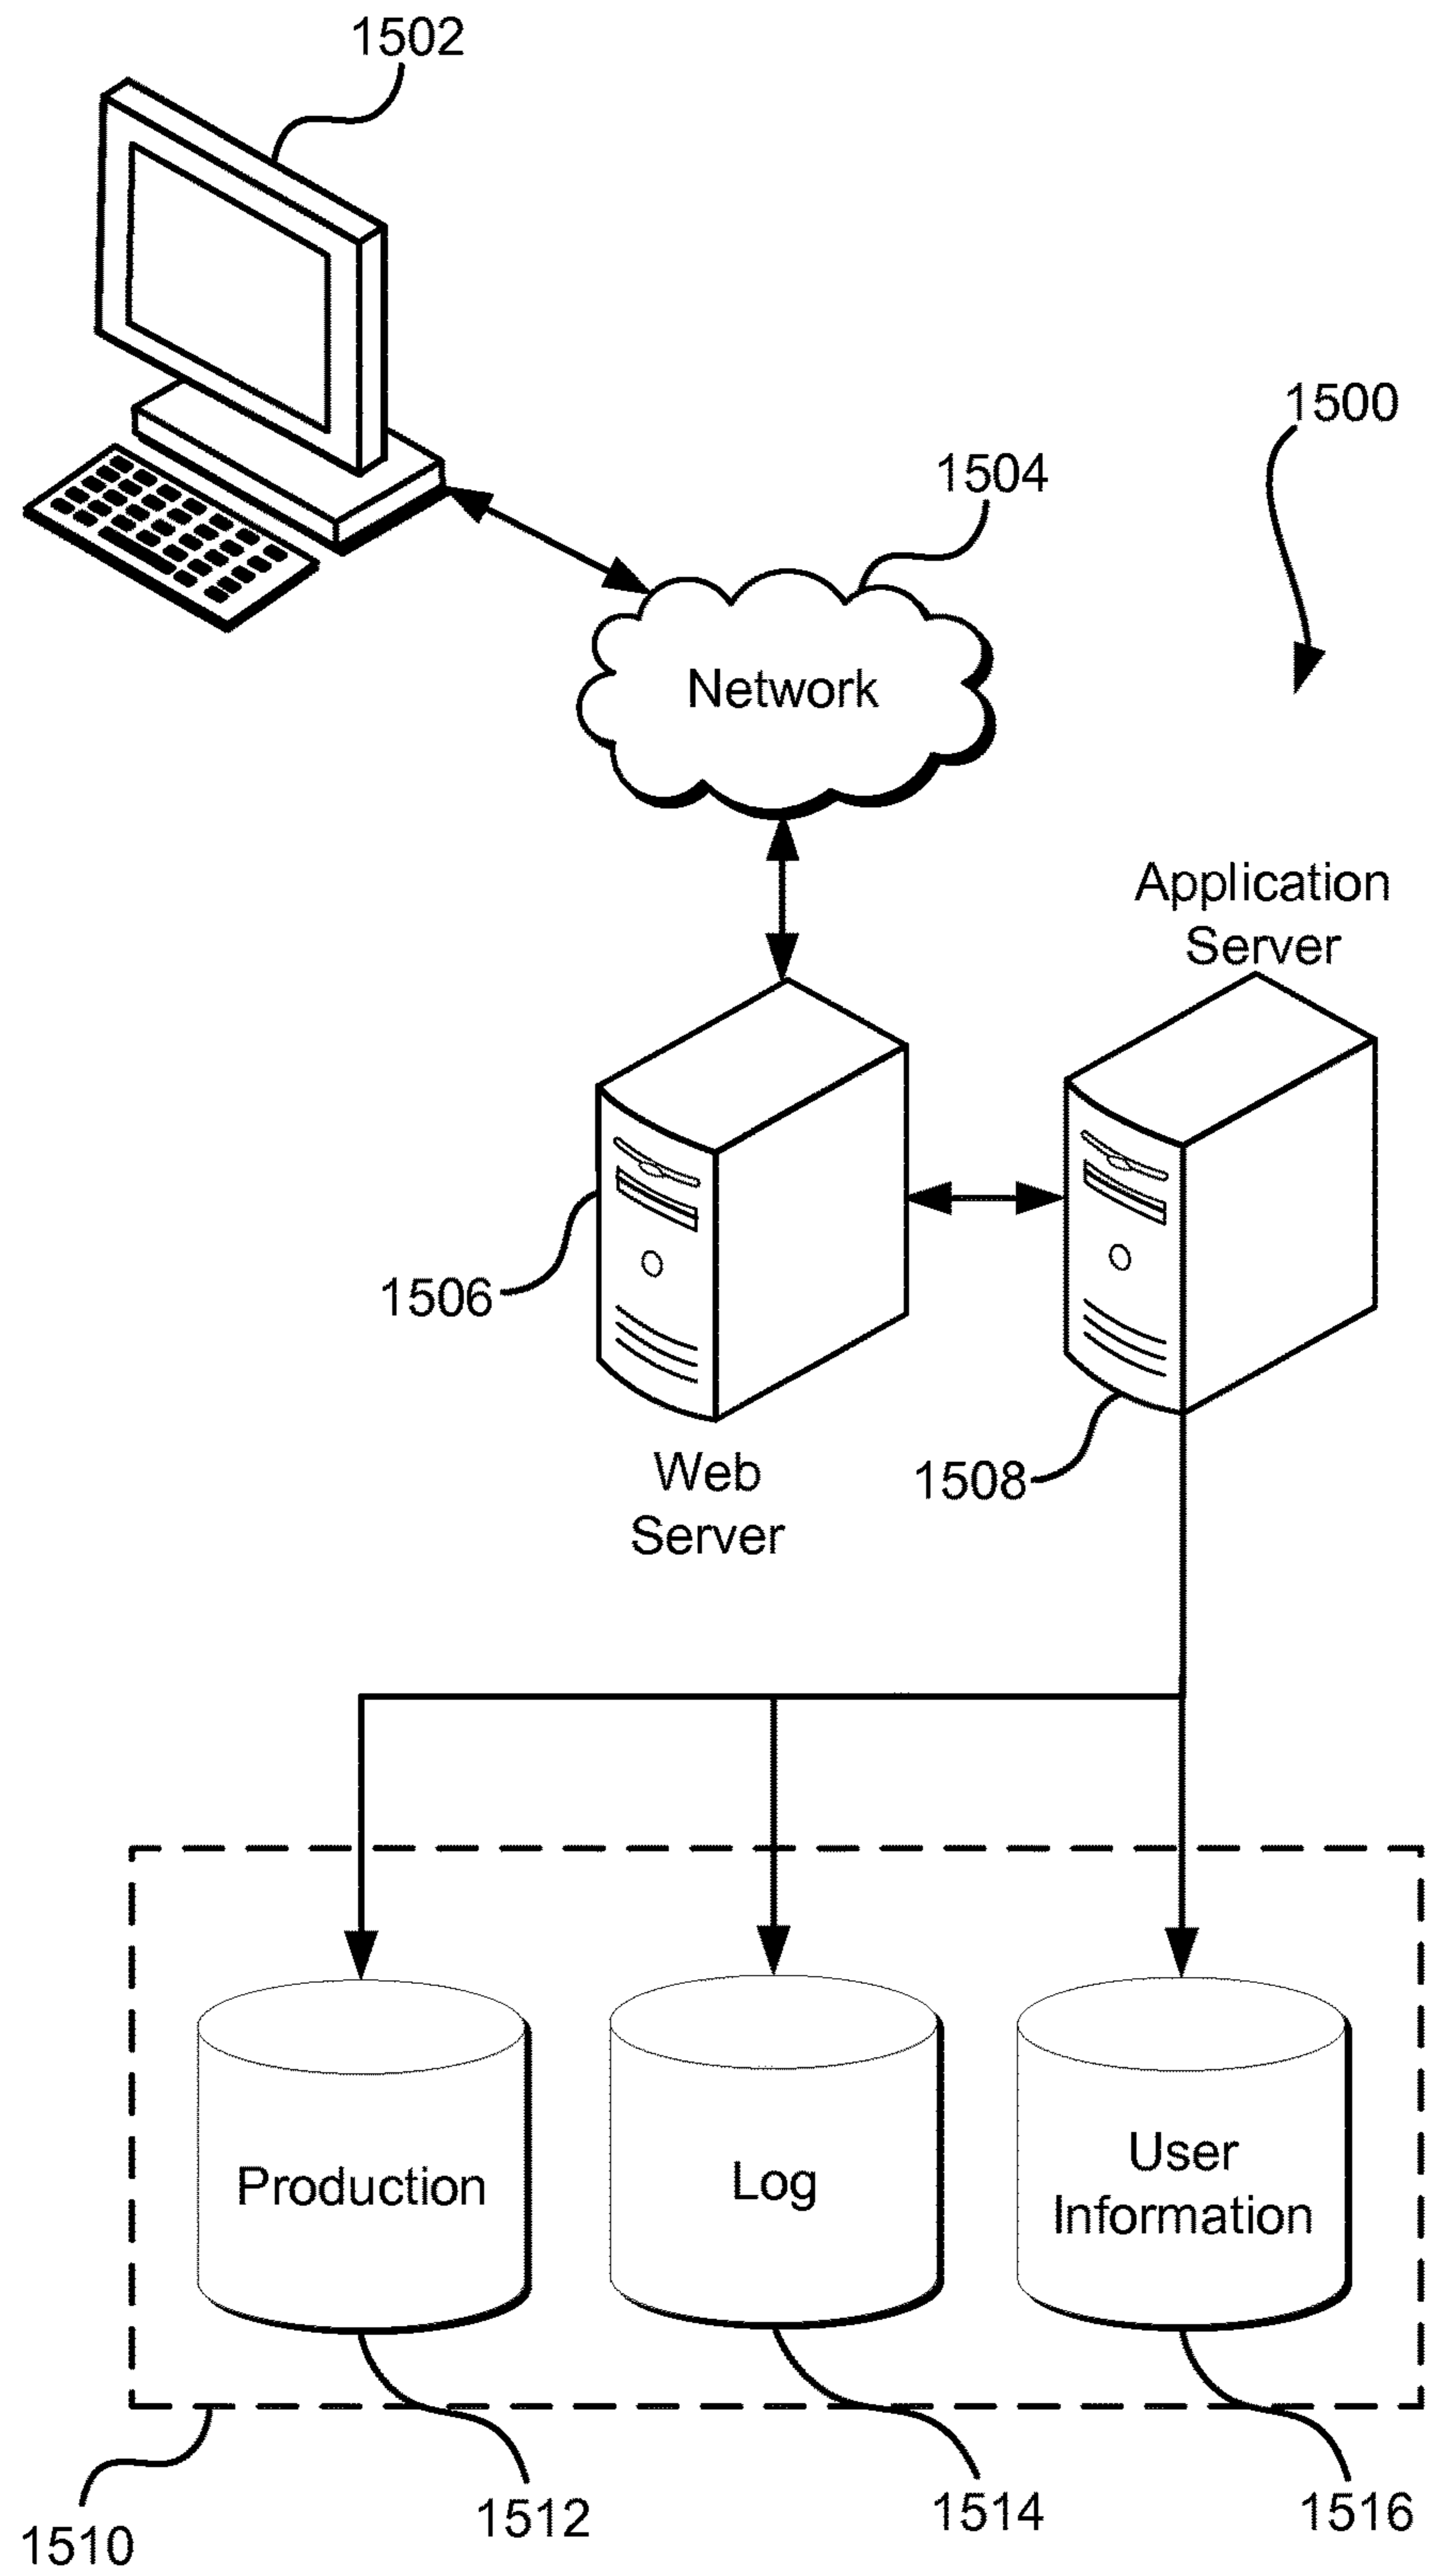 1502
1500
1504
Network
Application
Server
1506
Web
Server
1508
Production
Log
User
Information
1510
1512
1514
1516